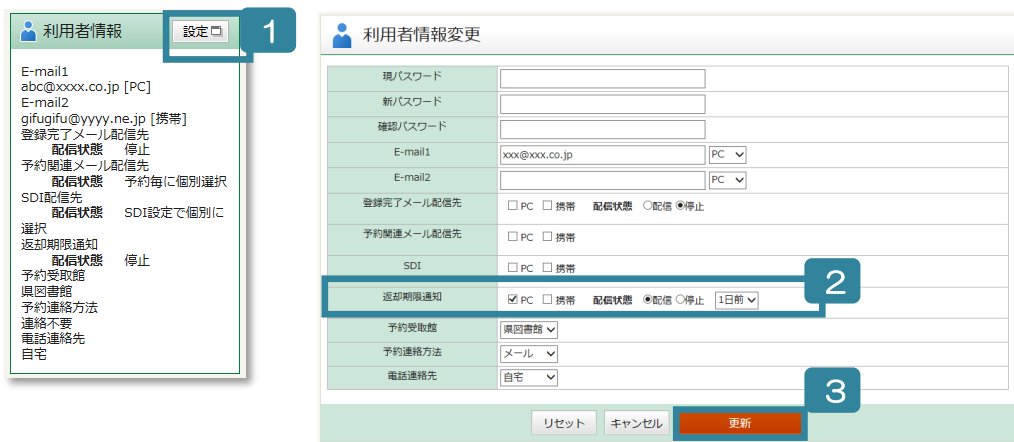 利用者情報
設定
1
E-mail1
abc@xxxx.co.jp [PC]
E-mail2
gifugifu@yyyy.ne.jp [携帯]
登録完了メール配信先
配信状態 停止
予約関連メール配信先
配信状態 予約毎に個別選択
SDI配信先
配信状態 SDI設定で個別に
選択
返却期限通知
配信状態 停止
予約受取館
県図書館
予約連絡方法
連絡不要
電話連絡先
自宅
利用者情報変更
現パスワード
新パスワード
確認パスワード
E-mail1 xxx@xxx.co.jp PC
E-mail2 PC
登録完了メール配信先 PC 携帯 配信状態 配信 停止
予約関連メール配信先 PC 携帯
SDI PC 携帯
2
返却期限通知 PC 携帯 配信状態 配信 停止 1日前
予約受取館 県図書館
予約連絡方法 メール
電話連絡先 自宅
3
リセット キャンセル 更新